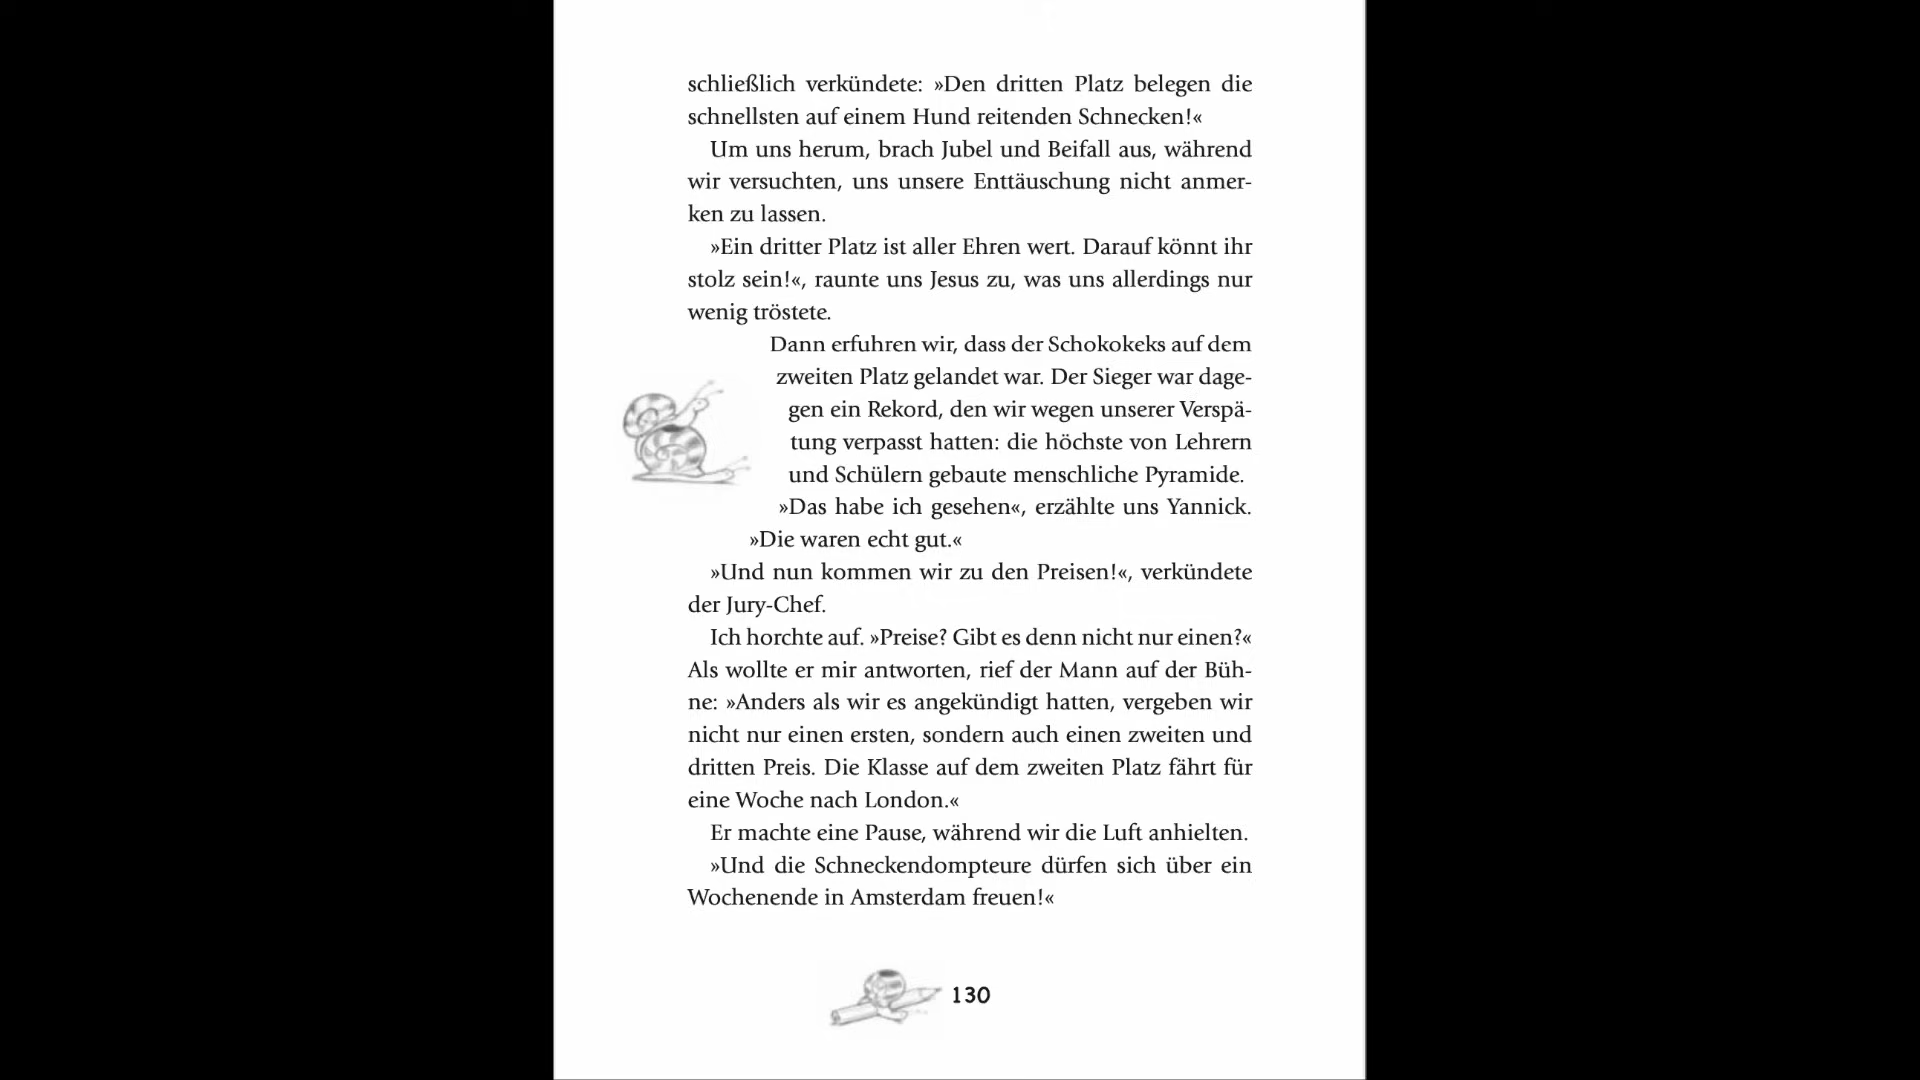 schließlich verkündete: »Den dritten Platz belegen die
schnellsten auf einem Hund reitenden Schnecken!«
Um uns herum, brach Jubel und Beifall aus, während
wir versuchten, uns unsere Enttäuschung nicht anmer-
ken zu lassen.
»Ein dritter Platz ist aller Ehren wert. Darauf könnt ihr
stolz sein!«, raunte uns Jesus zu, was uns allerdings nur
wenig tröstete.
Dann erfuhren wir, dass der Schokokeks auf dem
zweiten Platz gelandet war. Der Sieger war dage-
gen ein Rekord, den wir wegen unserer Verspä-
tung verpasst hatten: die höchste von Lehrern
und Schülern gebaute menschliche Pyramide.
»Das habe ich gesehen«, erzählte uns Yannick.
»Die waren echt gut.«
»Und nun kommen wir zu den Preisen!«, verkündete
der Jury-Chef.
Ich horchte auf. »Preise? Gibt es denn nicht nur einen?«
Als wollte er mir antworten, rief der Mann auf der Büh-
ne: »Anders als wir es angekündigt hatten, vergeben wir
nicht nur einen ersten, sondern auch einen zweiten und
dritten Preis. Die Klasse auf dem zweiten Platz fährt für
eine Woche nach London.«
Er machte eine Pause, während wir die Luft anhielten.
»Und die Schneckendompteure dürfen sich über ein
Wochenende in Amsterdam freuen!«
130